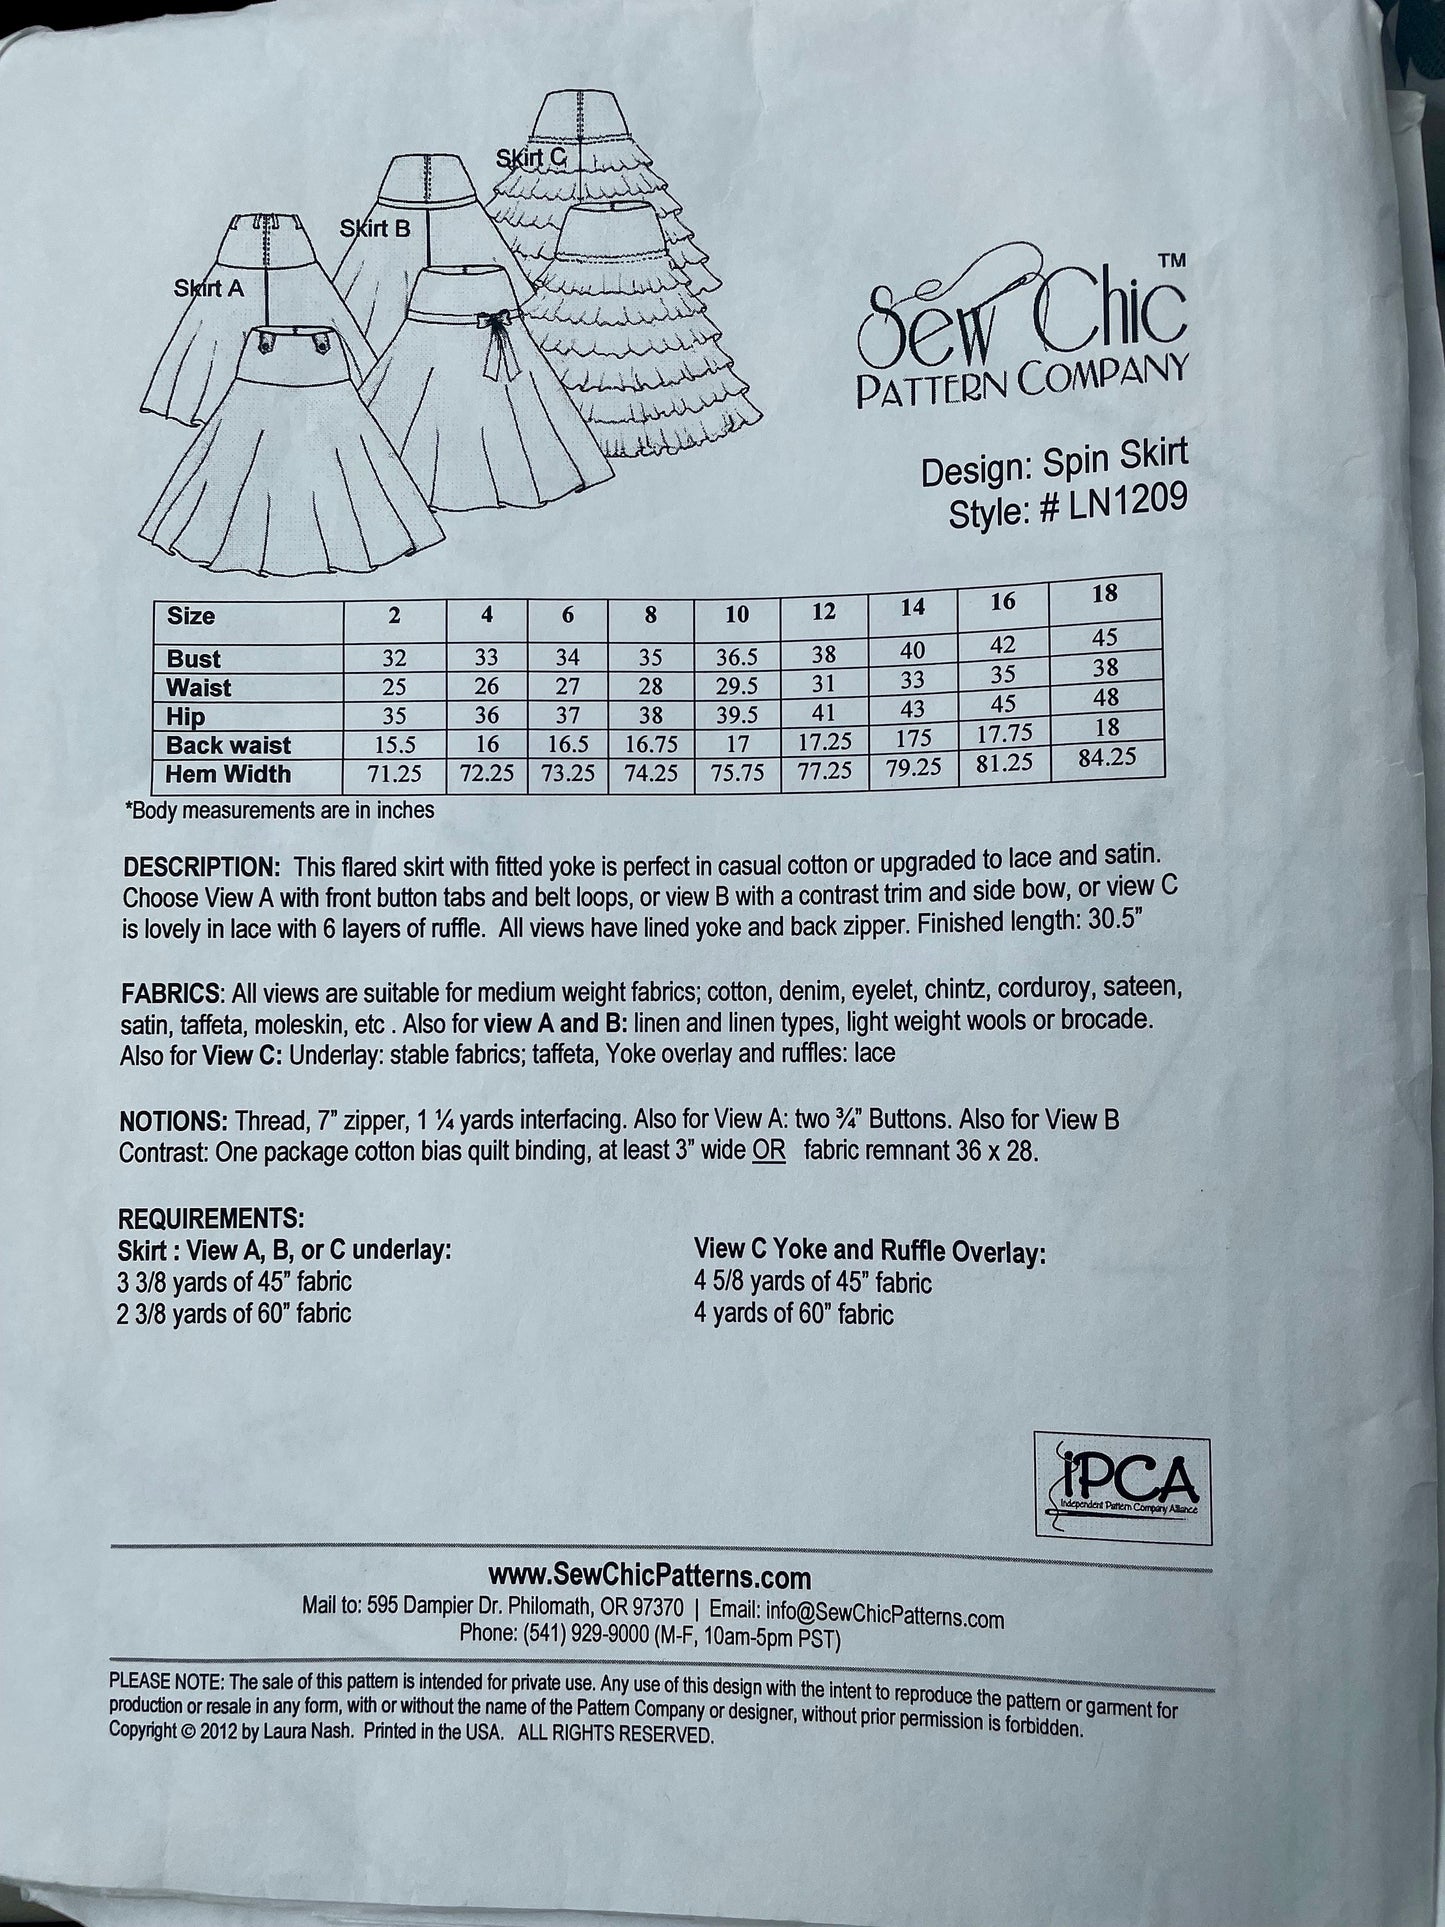 Skirt C
Skirt B
Skirt A
Sew Chic ™
PATTERN COMPANY
Design: Spin Skirt
Style: # LN1209
Size 2 4 6 8 10 12 14 16 18
Bust 32 33 34 35 36.5 38 40 42 45
Waist 25 26 27 28 29.5 31 33 35 38
Hip 35 36 37 38 39.5 41 43 45 48
Back waist 15.5 16 16.5 16.75 17 17.25 175 17.75 18
Hem Width 71.25 72.25 73.25 74.25 75.75 77.25 79.25 81.25 84.25
*Body measurements are in inches
DESCRIPTION: This flared skirt with fitted yoke is perfect in casual cotton or upgraded to lace and satin.
Choose View A with front button tabs and belt loops, or view B with a contrast trim and side bow, or view C
is lovely in lace with 6 layers of ruffle. All views have lined yoke and back zipper. Finished length: 30.5”
FABRICS: All views are suitable for medium weight fabrics; cotton, denim, eyelet, chintz, corduroy, sateen,
satin, taffeta, moleskin, etc . Also for view A and B: linen and linen types, light weight wools or brocade.
Also for View C: Underlay: stable fabrics; taffeta, Yoke overlay and ruffles: lace
NOTIONS: Thread, 7” zipper, 1 ¼ yards interfacing. Also for View A: two ¾” Buttons. Also for View B
Contrast: One package cotton bias quilt binding, at least 3” wide OR fabric remnant 36 x 28.
REQUIREMENTS:
Skirt : View A, B, or C underlay:
3 3/8 yards of 45” fabric
2 3/8 yards of 60” fabric
View C Yoke and Ruffle Overlay:
4 5/8 yards of 45” fabric
4 yards of 60” fabric
iPCA
Independent Pattern Company Alliance
www.SewChicPatterns.com
Mail to: 595 Dampier Dr. Philomath, OR 97370 | Email: info@SewChicPatterns.com
Phone: (541) 929-9000 (M-F, 10am-5pm PST)
PLEASE NOTE: The sale of this pattern is intended for private use. Any use of this design with the intent to reproduce the pattern or garment for
production or resale in any form, with or without the name of the Pattern Company or designer, without prior permission is forbidden.
Copyright © 2012 by Laura Nash. Printed in the USA. ALL RIGHTS RESERVED.